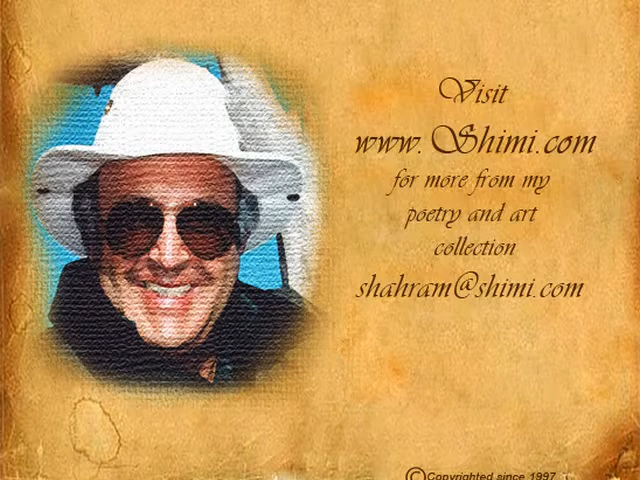 Visit
www.Shimi.com
for more from my
poetry and art
collection
shahram@shimi.com
©Copyrighted since 1997